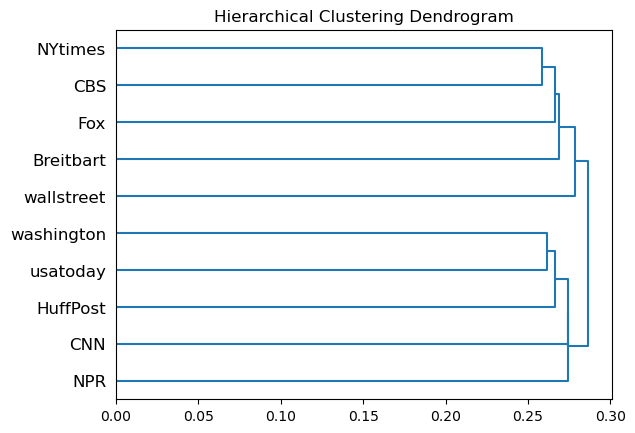 Hierarchical Clustering Dendrogram
NYtimes
CBS
Fox
Breitbart
wallstreet
washington
usatoday
HuffPost
CNN
NPR
0.00 0.05 0.10 0.15 0.20 0.25 0.30